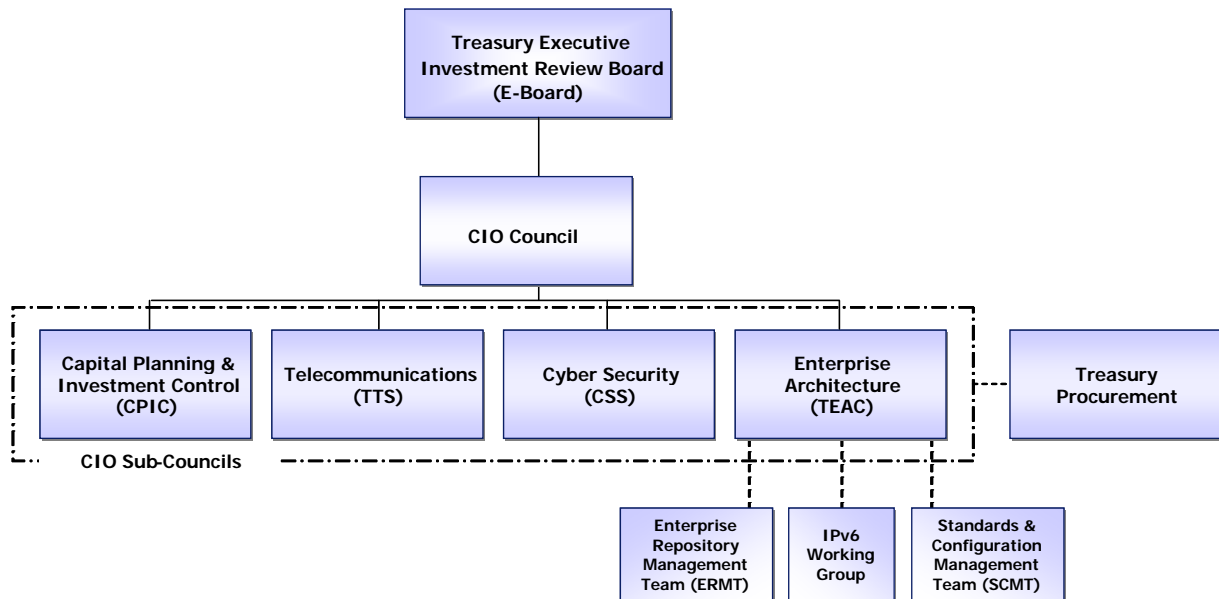 Treasury Executive
Investment Review Board
(E-Board)
CIO Council
Capital Planning &
Investment Control
(CPIC)
Telecommunications
(TTS)
Cyber Security
(CSS)
Enterprise
Architecture
(TEAC)
Treasury
Procurement
CIO Sub-Councils
Enterprise
Repository
Management
Team (ERMT)
IPv6
Working
Group
Standards &
Configuration
Management
Team (SCMT)